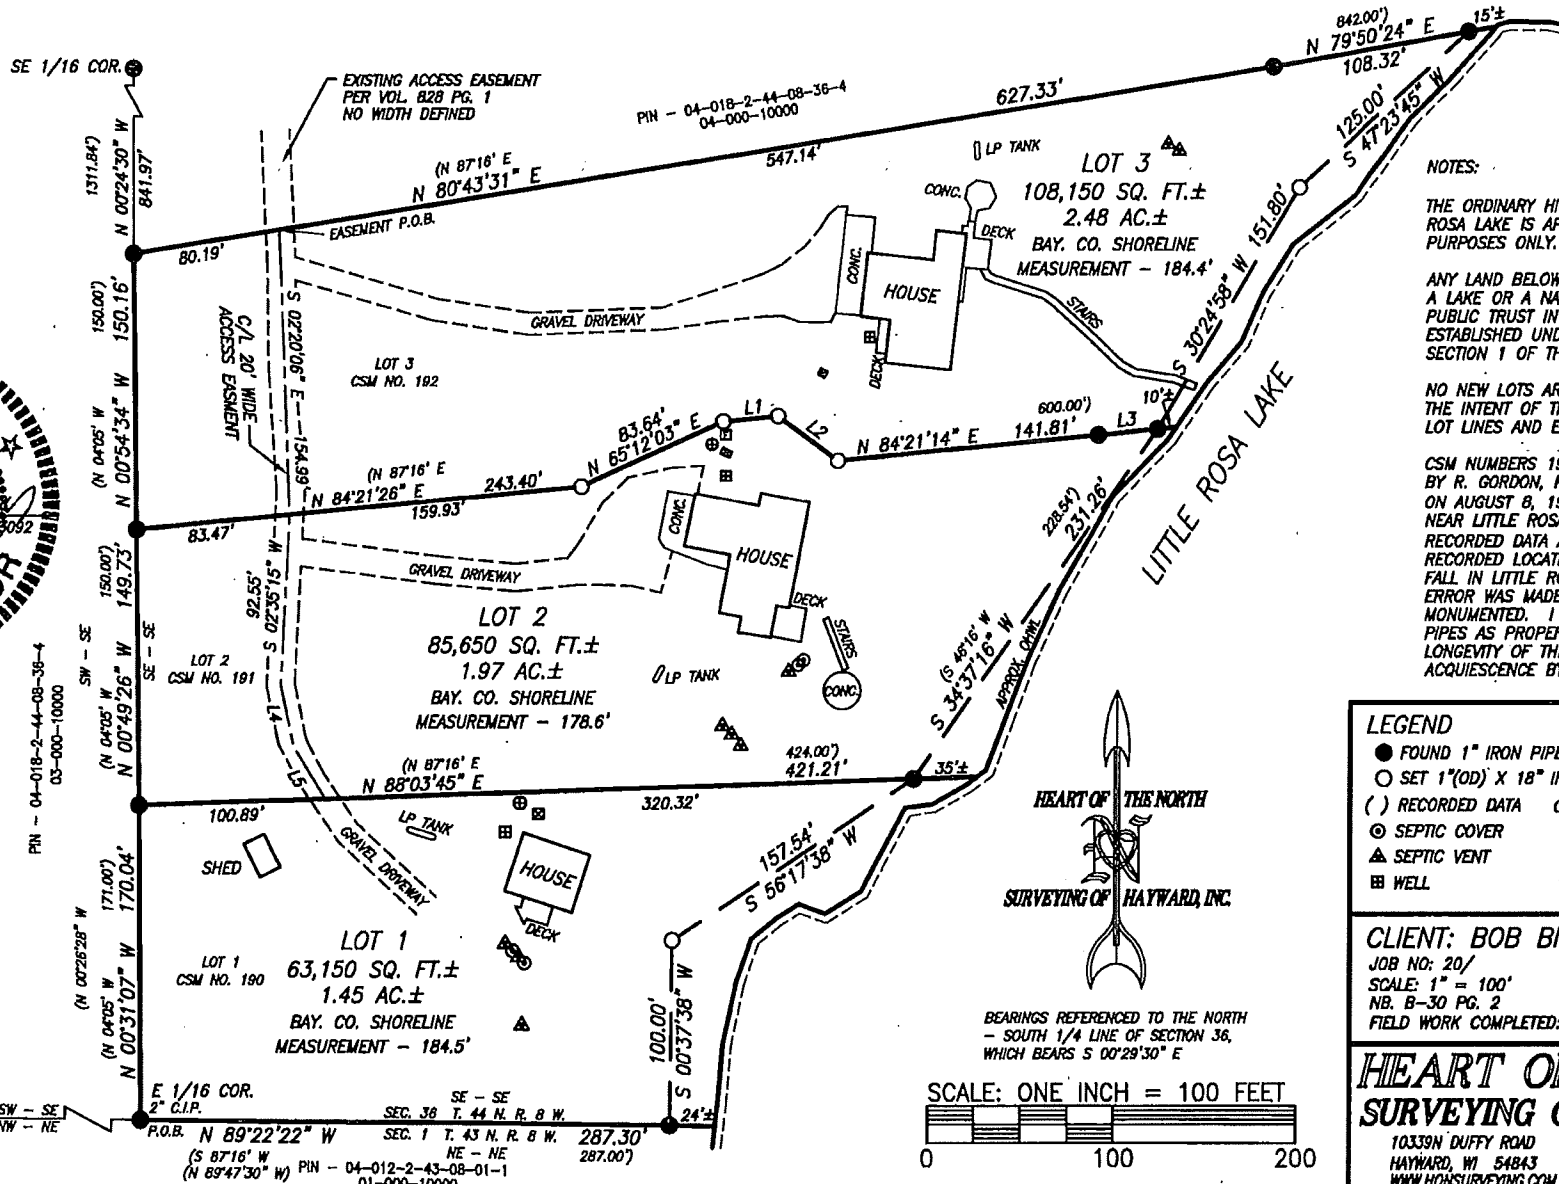 SE 1/16 COR.
EXISTING ACCESS EASEMENT
PER VOL. 828 PG. 1
NO WIDTH DEFINED
PIN - 04-018-2-44-08-36-4
04-000-10000
627.33'
842.00')
N 79°50'24" E
108.32'
15'±
125.00'
S 47°23'45" W
1311.84')
N 00°24'30" W
841.97'
(N 87°16' E
N 80°43'31" E
547.14'
EASEMENT P.O.B.
80.19'
LP TANK
LOT 3
108,150 SQ. FT.±
2.48 AC.±
BAY. CO. SHORELINE
MEASUREMENT - 184.4'
CONC.
DECK
CONC.
HOUSE
DECK
STAIRS
S 30°24'58" W 151.80'
NOTES:
THE ORDINARY HI
ROSA LAKE IS AP
PURPOSES ONLY.
ANY LAND BELOW
A LAKE OR A NA
PUBLIC TRUST IN
ESTABLISHED UND
SECTION 1 OF TH
NO NEW LOTS AR
THE INTENT OF T
LOT LINES AND E
CSM NUMBERS 19
BY R. GORDON, H
ON AUGUST 8, 19
NEAR LITTLE ROSA
RECORDED DATA A
RECORDED LOCATI
FALL IN LITTLE RO
ERROR WAS MADE
MONUMENTED. I
PIPES AS PROPER
LONGEVITY OF TH
ACQUIESCENCE BY
150.00')
150.16'
(N 04°05' W
N 00°54'34" W
C/L 20' WIDE
ACCESS EASMENT
S 02°20'06" E
154.99'
GRAVEL DRIVEWAY
LOT 3
CSM NO. 192
83.64'
N 65°12'03" E
L1
L2
N 84°21'14" E
600.00')
141.81'
L3
10'±
(N 87°16' E
N 84°21'26" E
243.40'
159.93'
83.47'
228.54')
231.26'
(S 46°16' W
S 34°37'16" W
APPROX. OHWL
LITTLE ROSA LAKE
3092
OR
150.00')
149.73'
(N 04°05' W
N 00°49'26" W
SW - SE
SE - SE
PIN - 04-018-2-44-08-36-4
03-000-10000
92.55'
S 02°35'15" W
L4
L5
GRAVEL DRIVEWAY
CONC.
HOUSE
DECK
STAIRS
CONC.
LP TANK
LOT 2
CSM NO. 191
LOT 2
85,650 SQ. FT.±
1.97 AC.±
BAY. CO. SHORELINE
MEASUREMENT - 178.6'
(N 87°16' E
N 88°03'45" E
424.00')
421.21'
35'±
100.89'
320.32'
LP TANK
SHED
GRAVEL DRIVEWAY
HOUSE
DECK
157.54'
S 56°17'38" W
171.00')
170.04'
(N 00°26'28" W
(N 04°05' W
N 00°31'07" W
LOT 1
CSM NO. 190
LOT 1
63,150 SQ. FT.±
1.45 AC.±
BAY. CO. SHORELINE
MEASUREMENT - 184.5'
100.00'
S 00°37'38" W
HEART OF THE NORTH
SURVEYING OF HAYWARD, INC.
BEARINGS REFERENCED TO THE NORTH
- SOUTH 1/4 LINE OF SECTION 36,
WHICH BEARS S 00°29'30" E
SCALE: ONE INCH = 100 FEET
0 100 200
LEGEND
FOUND 1" IRON PIPE
SET 1"(OD) X 18" I
( ) RECORDED DATA
SEPTIC COVER
SEPTIC VENT
WELL
CLIENT: BOB
JOB NO: 20/
SCALE: 1" = 100'
NB. B-30 PG. 2
FIELD WORK COMPLETED:
HEART O
SURVEYING
10339N DUFFY ROAD
HAYWARD, WI 54843
WWW.HONSURVEYING.COM
E 1/16 COR.
2" C.I.P.
P.O.B.
SW - SE
NW - NE
N 89°22'22" W
(S 87°16' W
(N 89°47'30" W)
SE - SE
SEC. 36 T. 44 N. R. 8 W.
SEC. 1 T. 43 N. R. 8 W.
NE - NE
287.30'
287.00')
24'±
PIN - 04-012-2-43-08-01-1
01-000-10000